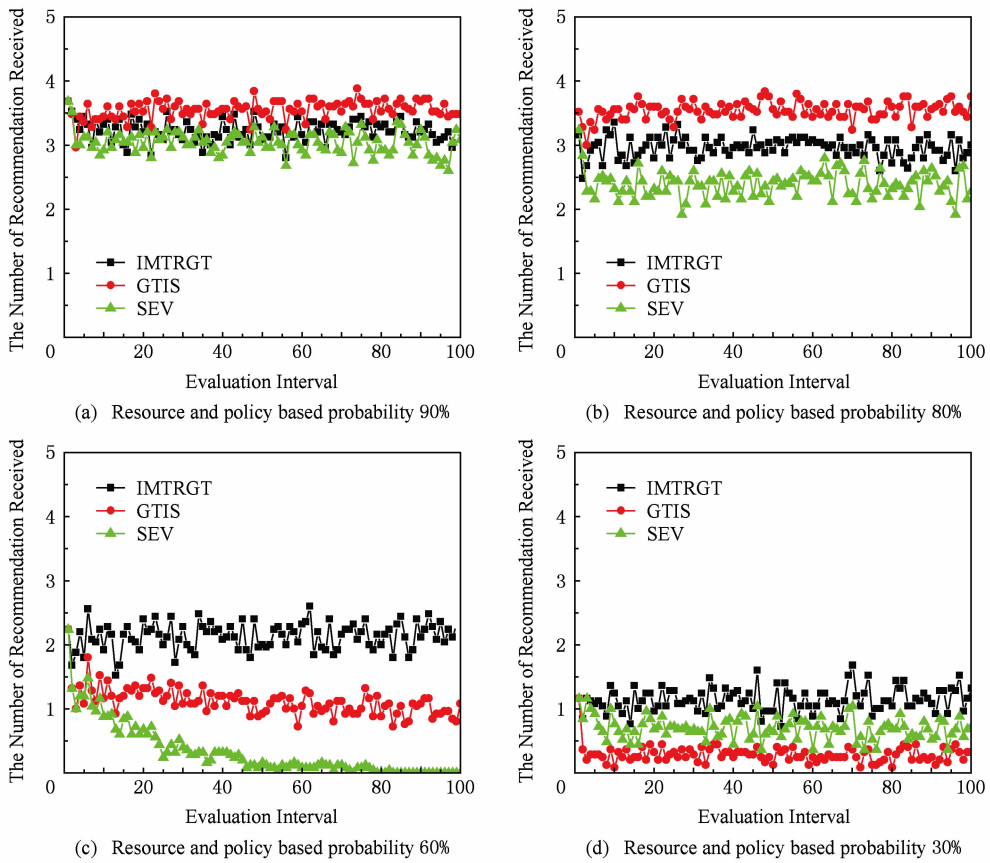 The Number of Recommendation Received
5
4
3
2
1
0
IMTRGT
GTIS
SEV
20
40
60
80
100
Evaluation Interval
(a) Resource and policy based probability 90%
The Number of Recommendation Received
5
4
3
2
1
0
IMTRGT
GTIS
SEV
20
40
60
80
100
Evaluation Interval
(b) Resource and policy based probability 80%
The Number of Recommendation Received
5
4
3
2
1
0
IMTRGT
GTIS
SEV
20
40
60
80
100
Evaluation Interval
(c) Resource and policy based probability 60%
The Number of Recommendation Received
5
4
3
2
1
0
IMTRGT
GTIS
SEV
20
40
60
80
100
Evaluation Interval
(d) Resource and policy based probability 30%